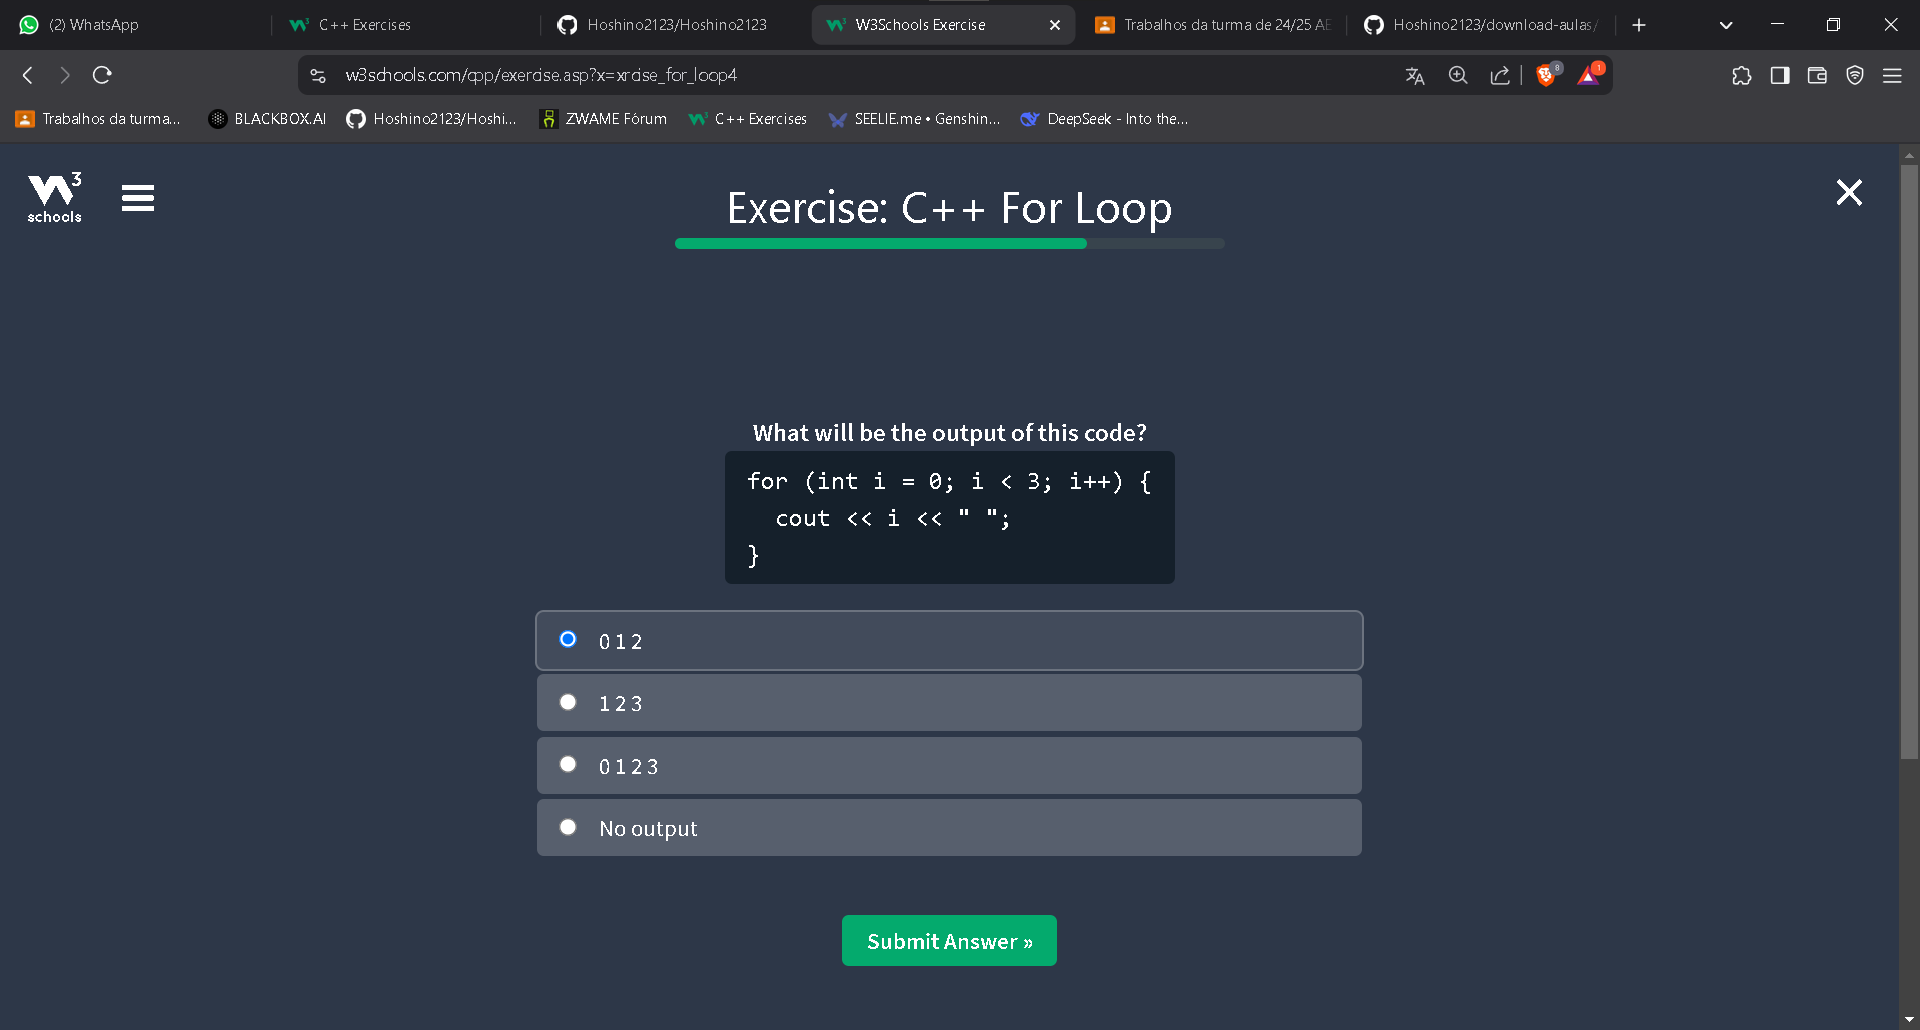 (2) WhatsApp
C++ Exercises
Hoshino2123/Hoshino2123
W3Schools Exercise
Trabalhos da turma de 24/25 AE
Hoshino2123/download-aulas/
w3schools.com/cpp/exercise.asp?x=xrcise_for_loop4
8
1
Trabalhos da turma...
BLACKBOX.AI
Hoshino2123/Hoshi...
ZWAME Fórum
C++ Exercises
SEELIE.me • Genshin...
DeepSeek - Into the...
W3
schools
Exercise: C++ For Loop
What will be the output of this code?
for (int i = 0; i < 3; i++) {
cout << i << " ";
}
0 1 2
1 2 3
0 1 2 3
No output
Submit Answer »